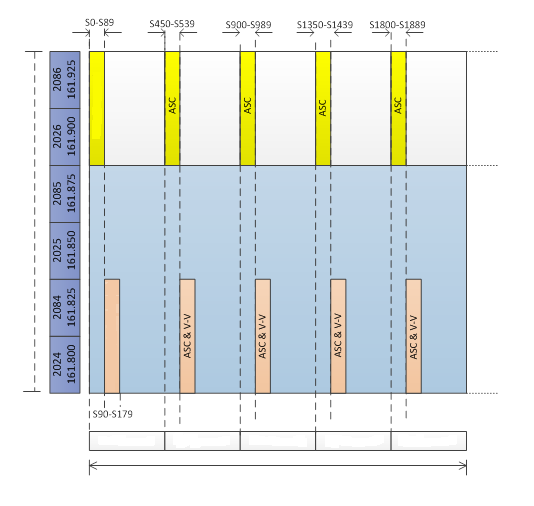 S0-S89
S450-S539
S900-S989
S1350-S1439
S1800-S1889
2086
161.925
ASC
ASC
ASC
ASC
2026
161.900
2085
161.875
2025
161.850
2084
161.825
ASC & V-V
ASC & V-V
ASC & V-V
ASC & V-V
2024
161.800
S90-S179